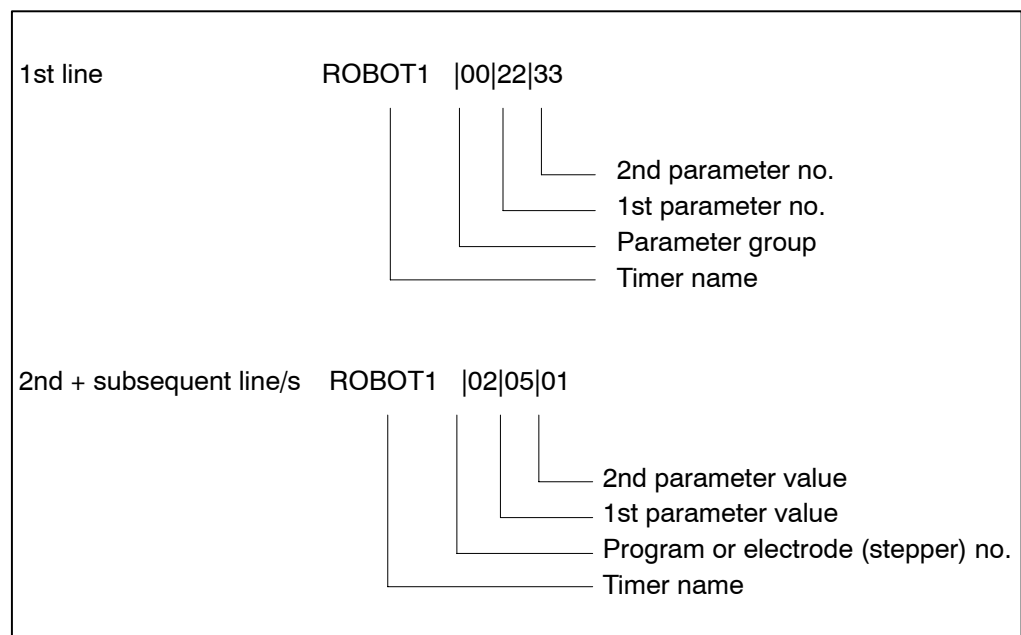 1st line ROBOT1 |00|22|33
2nd parameter no.
1st parameter no.
Parameter group
Timer name
2nd + subsequent line/s ROBOT1 |02|05|01
2nd parameter value
1st parameter value
Program or electrode (stepper) no.
Timer name